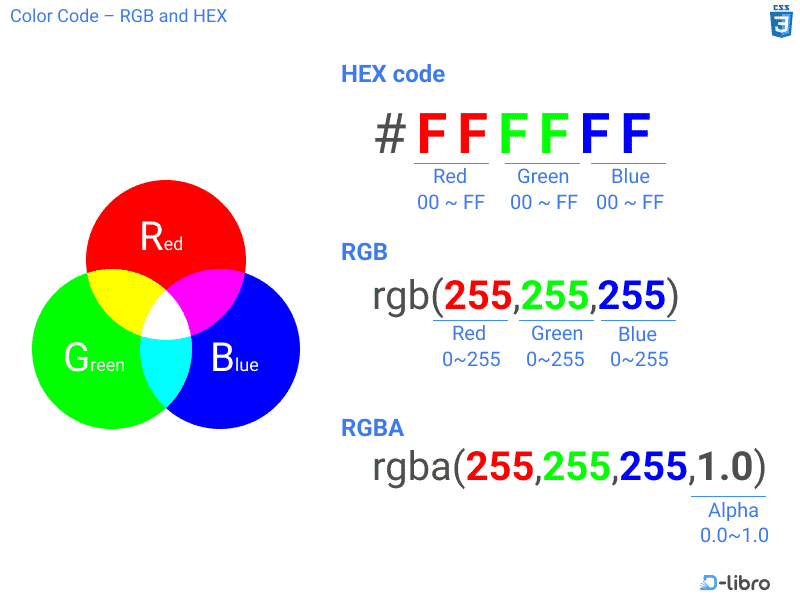 Color Code – RGB and HEX
CSS
3
HEX code
#FFFFFF
Red Green Blue
00 ~ FF 00 ~ FF 00 ~ FF
Red
Green
Blue
RGB
rgb(255,255,255)
Red Green Blue
0~255 0~255 0~255
RGBA
rgba(255,255,255,1.0)
Alpha
0.0~1.0
D-libro